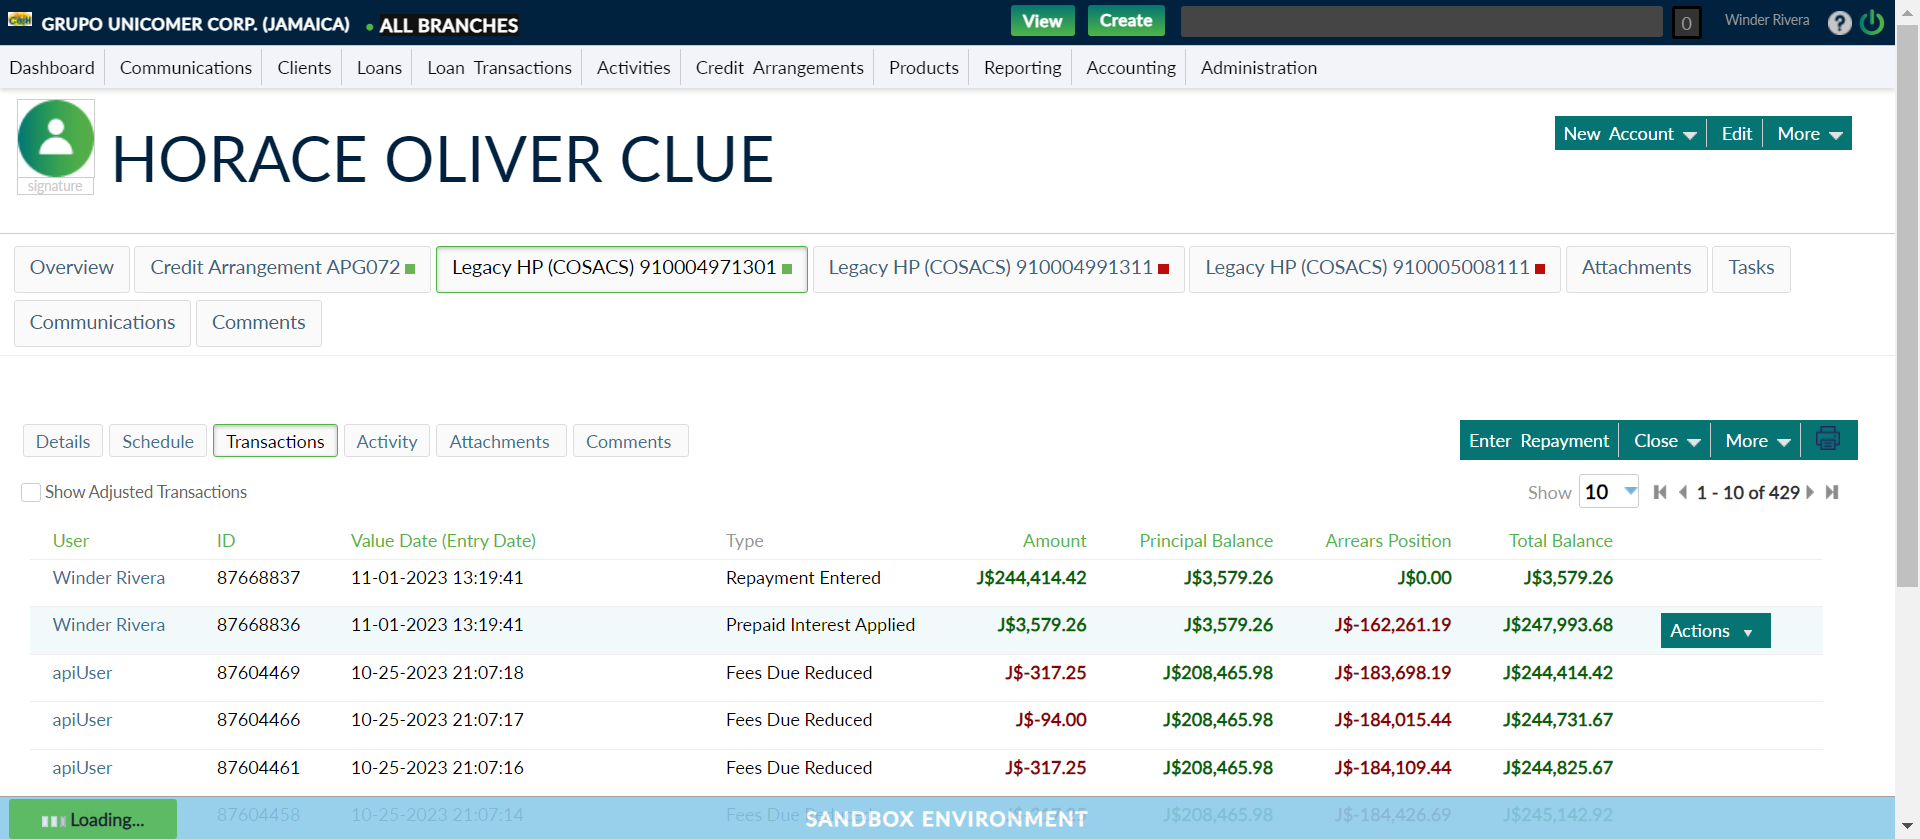 GRUPO UNICOMER CORP. (JAMAICA) • ALL BRANCHES View Create 0 Winder Rivera ?
Dashboard Communications Clients Loans Loan Transactions Activities Credit Arrangements Products Reporting Accounting Administration
HORACE OLIVER CLUE
signature
New Account Edit More
Overview Credit Arrangement APG072 Legacy HP (COSACS) 910004971301 Legacy HP (COSACS) 910004991311 Legacy HP (COSACS) 910005008111 Attachments Tasks
Communications Comments
Details Schedule Transactions Activity Attachments Comments Enter Repayment Close More
Show Adjusted Transactions Show 10 1 - 10 of 429
User ID Value Date (Entry Date) Type Amount Principal Balance Arrears Position Total Balance
Winder Rivera 87668837 11-01-2023 13:19:41 Repayment Entered J$244,414.42 J$3,579.26 J$0.00 J$3,579.26
Winder Rivera 87668836 11-01-2023 13:19:41 Prepaid Interest Applied J$3,579.26 J$3,579.26 J$-162,261.19 J$247,993.68 Actions
apiUser 87604469 10-25-2023 21:07:18 Fees Due Reduced J$-317.25 J$208,465.98 J$-183,698.19 J$244,414.42
apiUser 87604466 10-25-2023 21:07:17 Fees Due Reduced J$-94.00 J$208,465.98 J$-184,015.44 J$244,731.67
apiUser 87604461 10-25-2023 21:07:16 Fees Due Reduced J$-317.25 J$208,465.98 J$-184,109.44 J$244,825.67
87604458 10-25-2023 21:07:14 Fees Due J$208,465.98 J$-184,426.69 J$245,142.92
Loading... SANDBOX ENVIRONMENT